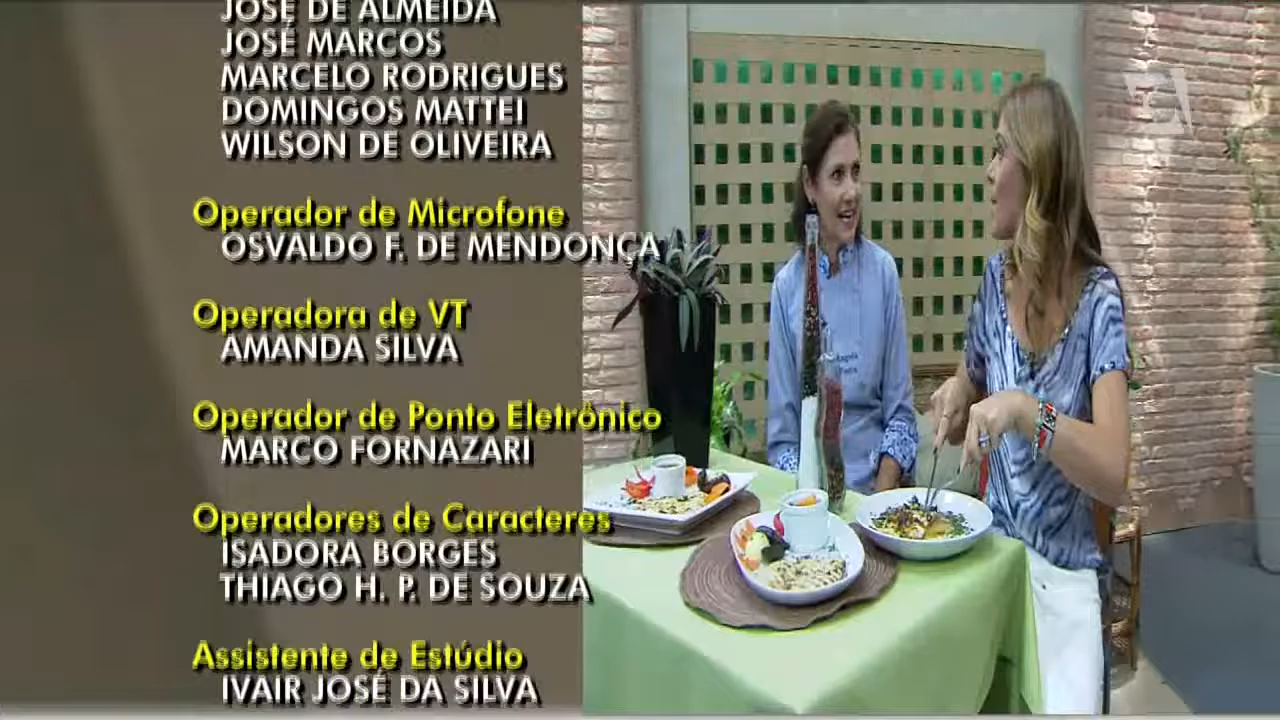 JOSÉ DE ALMEIDA
JOSÉ MARCOS
MARCELO RODRIGUES
DOMINGOS MATTEI
WILSON DE OLIVEIRA
Operador de Microfone
OSVALDO F. DE MENDONÇA
Operadora de VT
AMANDA SILVA
Operador de Ponto Eletrônico
MARCO FORNAZARI
Operadores de Caracteres
ISADORA BORGES
THIAGO H. P. DE SOUZA
Assistente de Estúdio
IVAIR JOSÉ DA SILVA